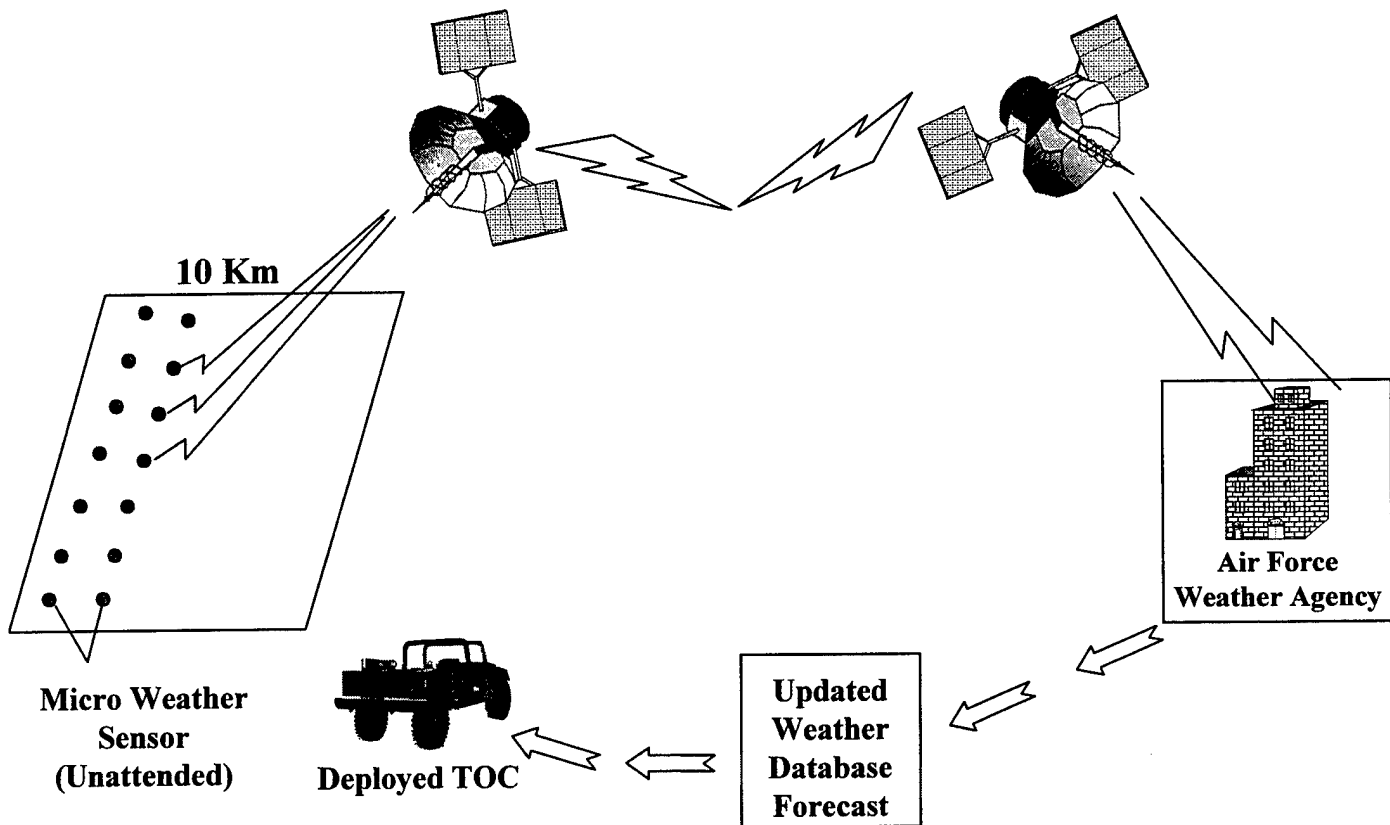 10 Km
Air Force
Weather Agency
Micro Weather
Sensor
(Unattended)
Deployed TOC
Updated
Weather
Database
Forecast